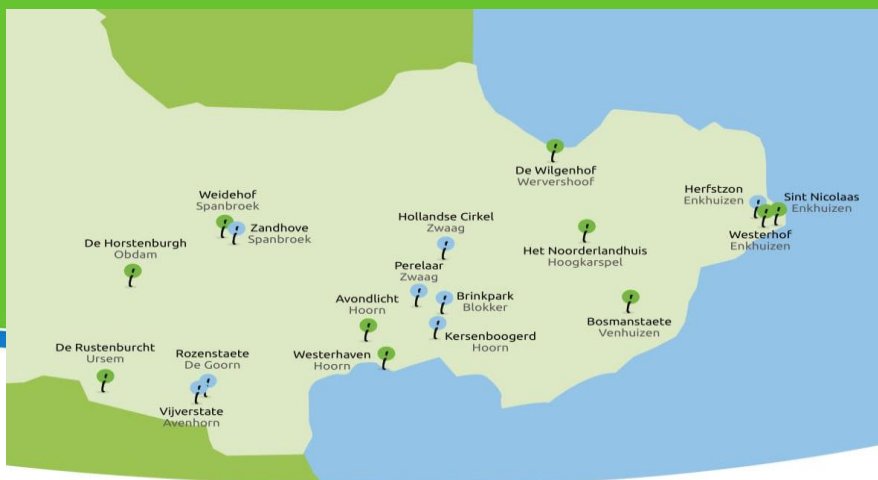 De Wilgenhof
Wervershoof
Herfstzon
Enkhuizen
Sint Nicolaas
Enkhuizen
Weidehof
Spanbroek
Zandhove
Spanbroek
Hollandse Cirkel
Zwaag
Westerhof
Enkhuizen
De Horstenburgh
Obdam
Het Noorderlandhuis
Hoogkarspel
Perelaar
Zwaag
Avondlicht
Hoorn
Brinkpark
Blokker
Bosmanstaete
Venhuizen
Kersenboogerd
Hoorn
De Rustenburcht
Ursem
Rozenstaete
De Goorn
Westerhaven
Hoorn
Vijverstate
Avenhorn